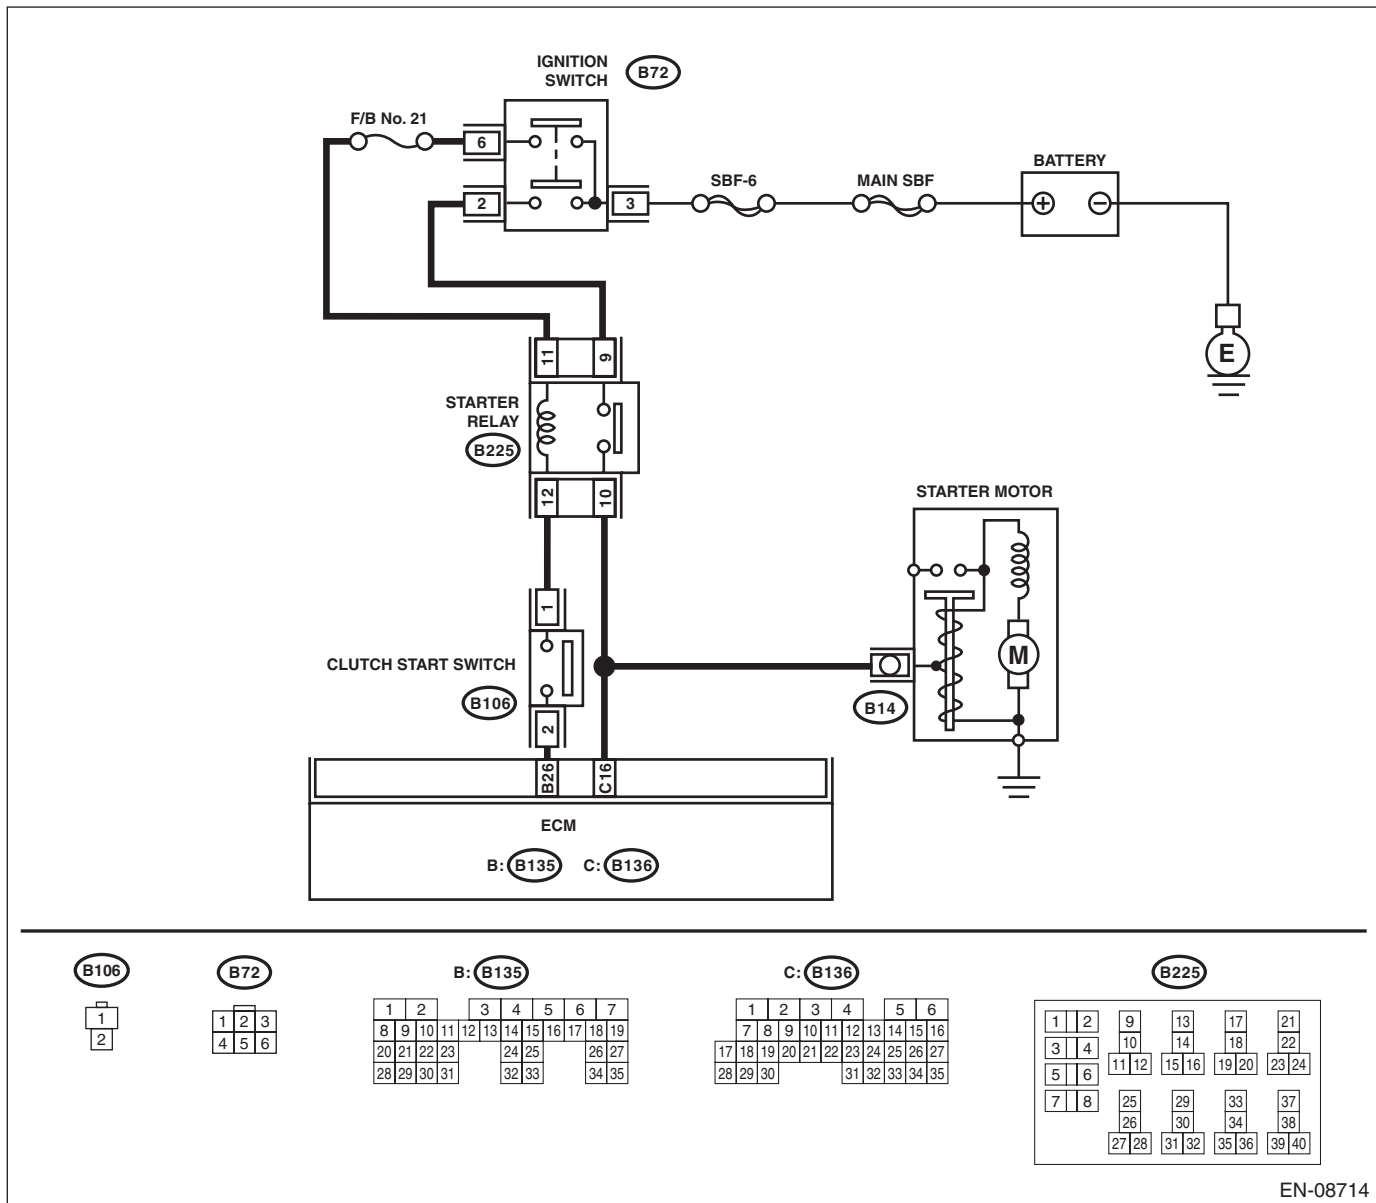 IGNITION
SWITCH
B72
F/B No. 21
6
2
3
SBF-6
MAIN SBF
BATTERY
+
−
E
11
9
STARTER
RELAY
B225
12
10
STARTER MOTOR
1
CLUTCH START SWITCH
B106
2
M
B14
B26
C16
ECM
B: B135 C: B136
B106
1
2
B72
1 2 3
4 5 6
B: B135
1 2 3 4 5 6 7
8 9 10 11 12 13 14 15 16 17 18 19
20 21 22 23 24 25 26 27
28 29 30 31 32 33 34 35
C: B136
1 2 3 4 5 6
7 8 9 10 11 12 13 14 15 16
17 18 19 20 21 22 23 24 25 26 27
28 29 30 31 32 33 34 35
B225
1 2 9 13 17 21
3 4 10 14 18 22
5 6 11 12 15 16 19 20 23 24
7 8 25 29 33 37
26 30 34 38
27 28 31 32 35 36 39 40
EN-08714